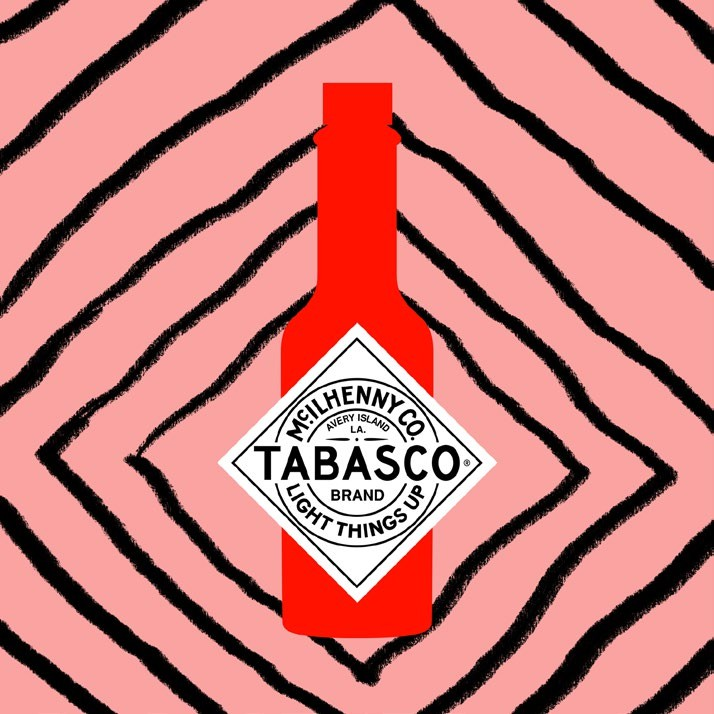 McILHENNY CO.
AVERY ISLAND
LA.
TABASCO®
BRAND
LIGHT THINGS UP